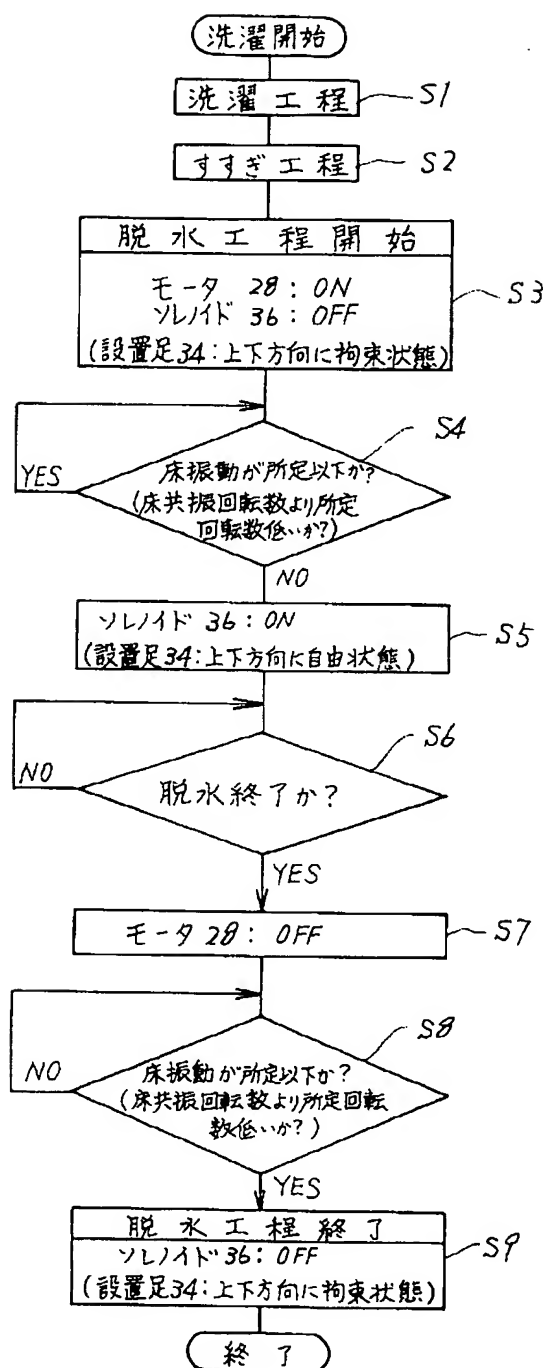 洗濯開始
洗濯工程
S1
すすぎ工程
S2
脱水工程開始
モータ 28:ON
ソレノイド 36:OFF
(設置足34:上下方向に拘束状態)
S3
S4
床振動が所定以下か?
(床共振回転数より所定
回転数低いか?)
YES
NO
ソレノイド 36:ON
(設置足34:上下方向に自由状態)
S5
S6
脱水終了か?
NO
YES
モータ 28:OFF
S7
S8
床振動が所定以下か?
(床共振回転数より所定回転
数低いか?)
NO
YES
脱水工程終了
ソレノイド 36:OFF
(設置足34:上下方向に拘束状態)
S9
終了